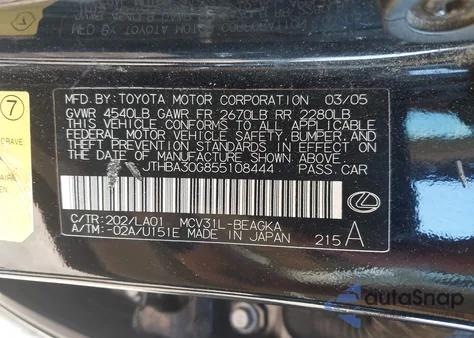 MFD. BY: TOYOTA MOTOR CORPORATION 03/05
GVWR 4540LB GAWR FR 2670LB RR 2280LB
THIS VEHICLE CONFORMS TO ALL APPLICABLE
FEDERAL MOTOR VEHICLE SAFETY, BUMPER, AND
THEFT PREVENTION STANDARDS IN EFFECT ON
THE DATE OF MANUFACTURE SHOWN ABOVE.
JTHBA30G855108444 PASS. CAR
C/TR: 202/LA01 MCV31L-BEAGKA
A/TM: -02A/U151E MADE IN JAPAN 215 A
7
CRAVE
autoSnap